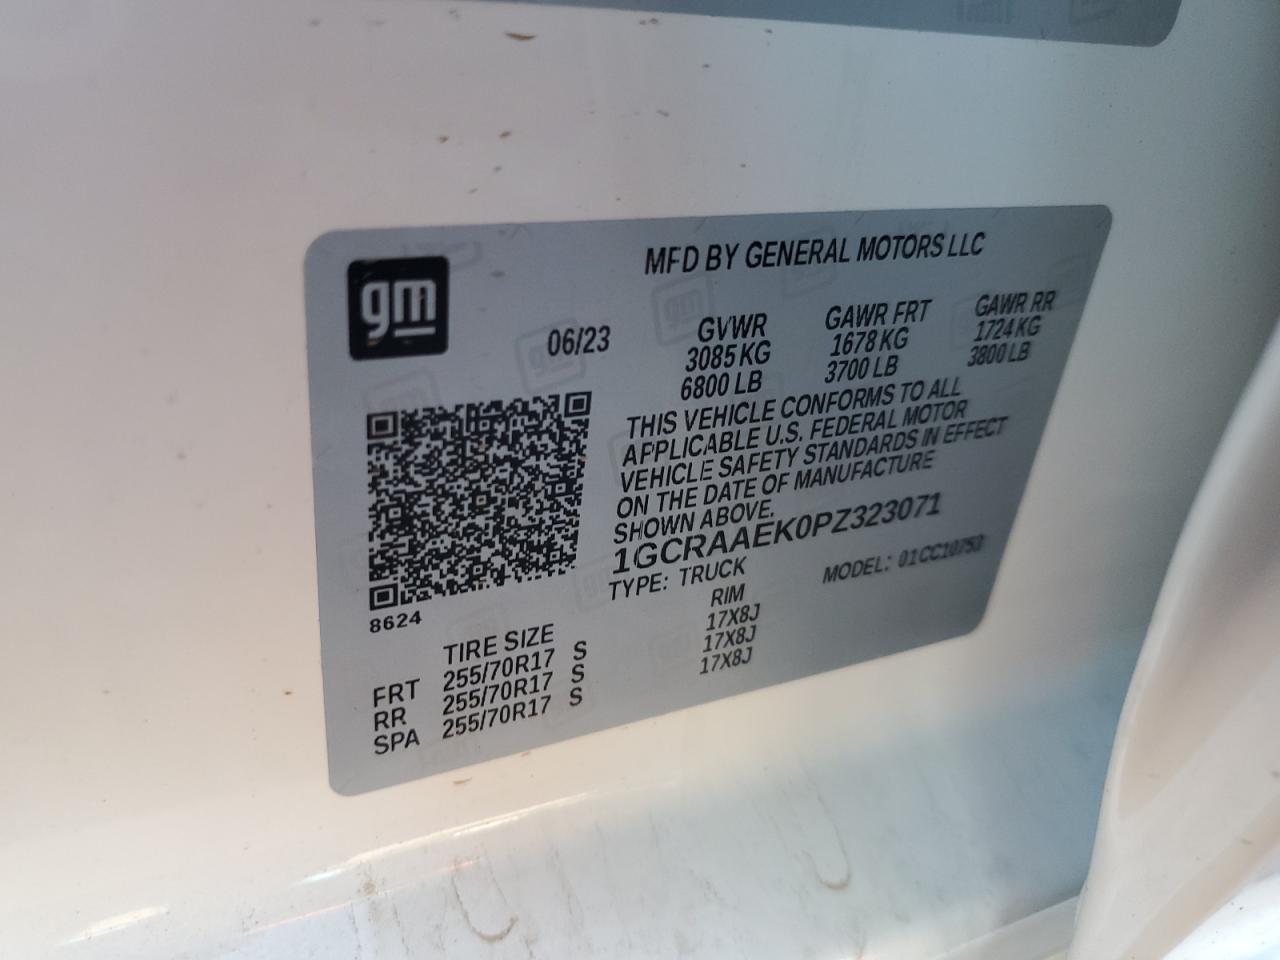 gm
MFD BY GENERAL MOTORS LLC
06/23
GVWR GAWR FRT GAWR RR
3085 KG 1678 KG 1724 KG
6800 LB 3700 LB 3800 LB
THIS VEHICLE CONFORMS TO ALL
APPLICABLE U.S. FEDERAL MOTOR
VEHICLE SAFETY STANDARDS IN EFFECT
ON THE DATE OF MANUFACTURE
SHOWN ABOVE.
1GCRAAEK0PZ323071
TYPE: TRUCK MODEL: 01CC10753
8624
TIRE SIZE RIM
FRT 255/70R17 S 17X8J
RR 255/70R17 S 17X8J
SPA 255/70R17 S 17X8J